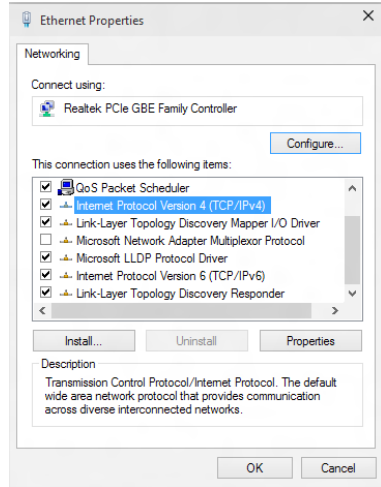 Ethernet Properties
Networking
Connect using:
Realtek PCIe GBE Family Controller
Configure...
This connection uses the following items:
QoS Packet Scheduler
Internet Protocol Version 4 (TCP/IPv4)
Link-Layer Topology Discovery Mapper I/O Driver
Microsoft Network Adapter Multiplexor Protocol
Microsoft LLDP Protocol Driver
Internet Protocol Version 6 (TCP/IPv6)
Link-Layer Topology Discovery Responder
Install... Uninstall Properties
Description
Transmission Control Protocol/Internet Protocol. The default
wide area network protocol that provides communication
across diverse interconnected networks.
OK Cancel